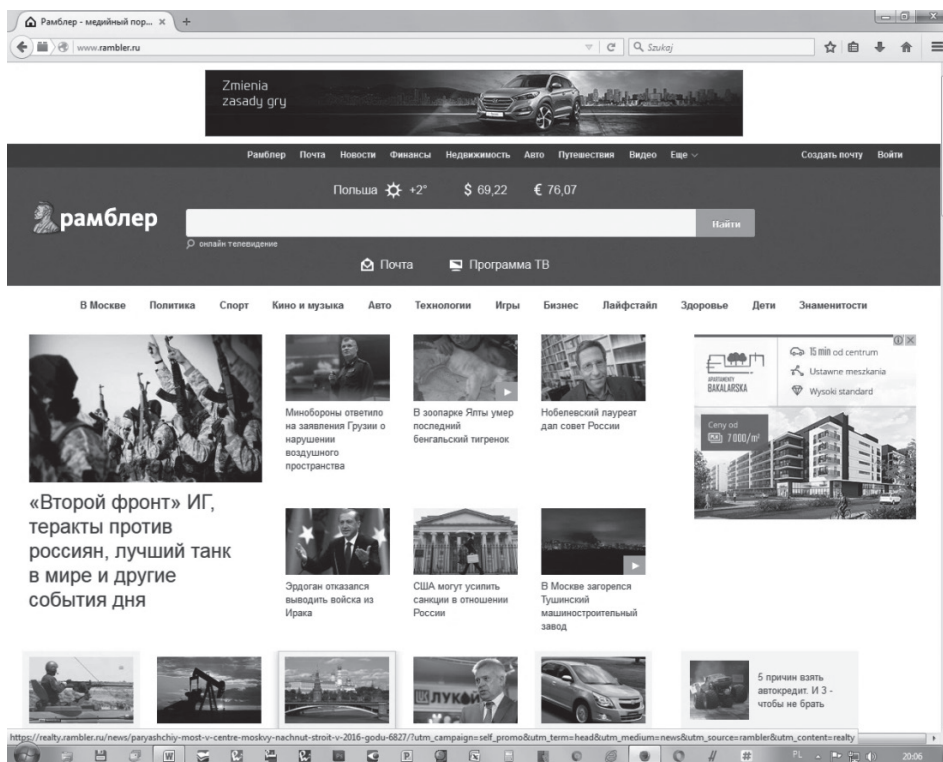 Рамблер - медийный пор... × +
www.rambler.ru
Szukaj
Zmienia
zasady gry
Рамблер Почта Новости Финансы Недвижимость Авто Путешествия Видео Еще Создать почту Войти
Польша +2° $ 69,22 € 76,07
рамблер
Найти
онлайн телевидение
Почта Программа ТВ
В Москве Политика Спорт Кино и музыка Авто Технологии Игры Бизнес Лайфстайл Здоровье Дети Знаменитости
«Второй фронт» ИГ,
теракты против
россиян, лучший танк
в мире и другие
события дня
Минобороны ответило
на заявления Грузии о
нарушении
воздушного
пространства
В зоопарке Ялты умер
последний
бенгальский тигренок
Нобелевский лауреат
дал совет России
APARTAMENTY
BAKALARSKA
15 min od centrum
Ustawne meszkania
Wysoki standard
Ceny od
7 000/m²
Эрдоган отказался
выводить войска из
Ирака
США могут усилить
санкции в отношении
России
В Москве загорелся
Тушинский
машиностроительный
завод
ЛУКОЙ
5 причин взять
автокредит. И 3 -
чтобы не брать
https://realty.rambler.ru/news/paryashchiy-most-v-centre-moskvy-nachnut-stroit-v-2016-godu-6827/?utm_campaign=self_promo&utm_term=head&utm_medium=news&utm_source=rambler&utm_content=realty
PL 20:06